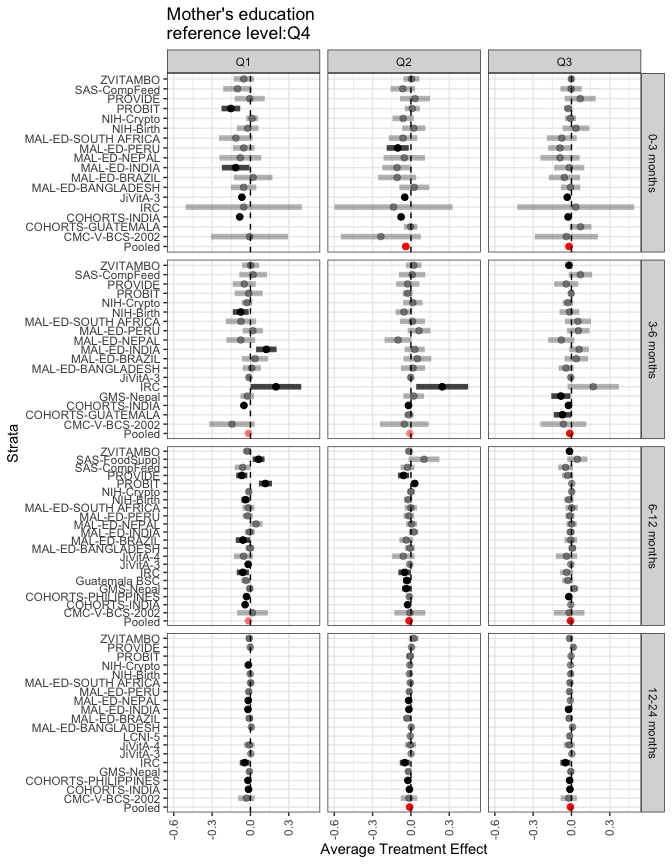 Mother's education
reference level:Q4
Q1
Q2
Q3
ZVITAMBO
SAS-CompFeed
PROVIDE
PROBIT
NIH-Crypto
NIH-Birth
MAL-ED-SOUTH AFRICA
MAL-ED-PERU
MAL-ED-NEPAL
MAL-ED-INDIA
MAL-ED-BRAZIL
MAL-ED-BANGLADESH
JiVitA-3
IRC
COHORTS-INDIA
COHORTS-GUATEMALA
CMC-V-BCS-2002
Pooled
0-3 months
ZVITAMBO
SAS-CompFeed
PROVIDE
PROBIT
NIH-Crypto
NIH-Birth
MAL-ED-SOUTH AFRICA
MAL-ED-PERU
MAL-ED-NEPAL
MAL-ED-INDIA
MAL-ED-BRAZIL
MAL-ED-BANGLADESH
JiVitA-3
IRC
GMS-Nepal
COHORTS-INDIA
COHORTS-GUATEMALA
CMC-V-BCS-2002
Pooled
3-6 months
ZVITAMBO
SAS-FoodSuppl
SAS-CompFeed
PROVIDE
PROBIT
NIH-Crypto
NIH-Birth
MAL-ED-SOUTH AFRICA
MAL-ED-PERU
MAL-ED-NEPAL
MAL-ED-INDIA
MAL-ED-BRAZIL
MAL-ED-BANGLADESH
JiVitA-4
JiVitA-3
IRC
Guatemala BSC
GMS-Nepal
COHORTS-PHILIPPINES
COHORTS-INDIA
CMC-V-BCS-2002
Pooled
6-12 months
ZVITAMBO
PROVIDE
PROBIT
NIH-Crypto
NIH-Birth
MAL-ED-SOUTH AFRICA
MAL-ED-PERU
MAL-ED-NEPAL
MAL-ED-INDIA
MAL-ED-BRAZIL
MAL-ED-BANGLADESH
LCNI-5
JiVitA-4
JiVitA-3
IRC
GMS-Nepal
COHORTS-PHILIPPINES
COHORTS-INDIA
CMC-V-BCS-2002
Pooled
12-24 months
Strata
-0.6
-0.3
0.0
0.3
-0.6
-0.3
0.0
0.3
-0.6
-0.3
0.0
0.3
Average Treatment Effect